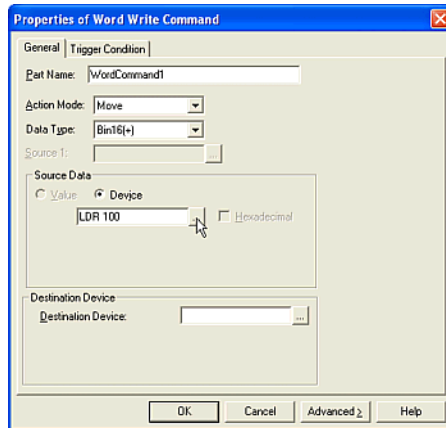 Properties of Word Write Command
General Trigger Condition
Part Name: WordCommand1
Action Mode: Move
Data Type: Bin16(+)
Source 1: ...
Source Data
Value Device
LDR 100 ... Hexadecimal
Destination Device
Destination Device: ...
OK Cancel Advanced > Help